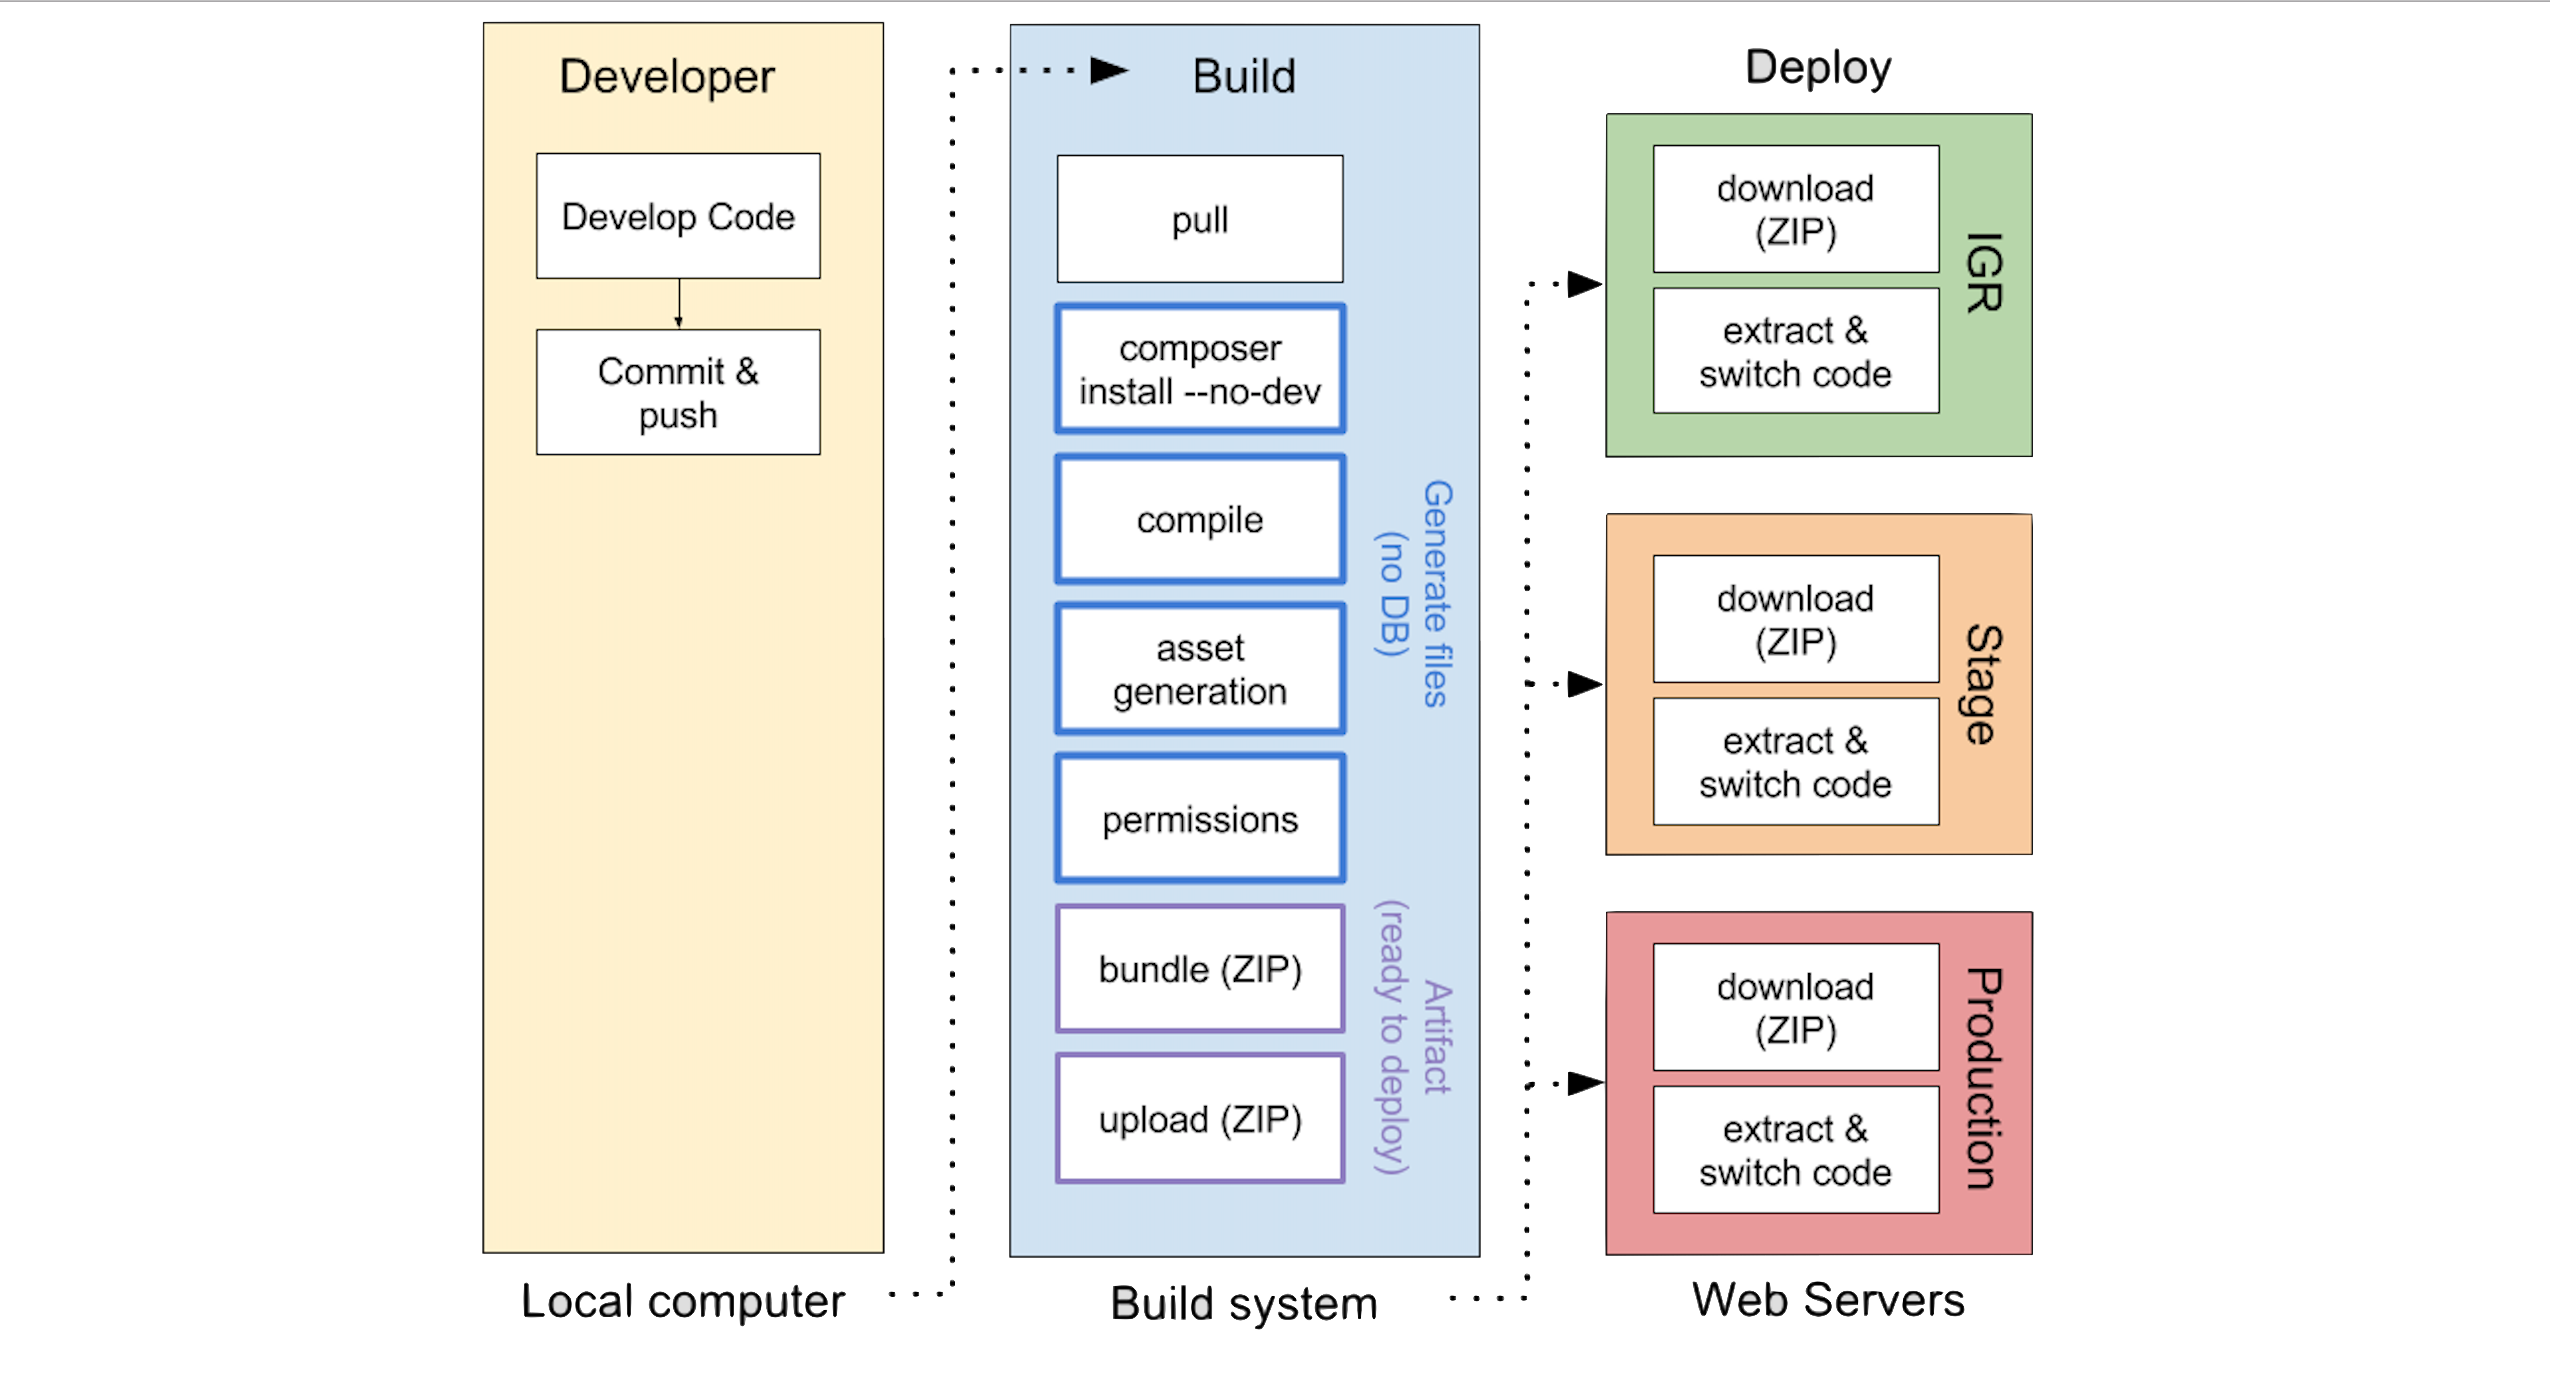 Developer
Develop Code
Commit &
push
Local computer
Build
pull
composer
install --no-dev
compile
asset
generation
permissions
Generate files
(no DB)
bundle (ZIP)
upload (ZIP)
Artifact
(ready to deploy)
Build system
Deploy
download
(ZIP)
extract &
switch code
IGR
download
(ZIP)
extract &
switch code
Stage
download
(ZIP)
extract &
switch code
Production
Web Servers